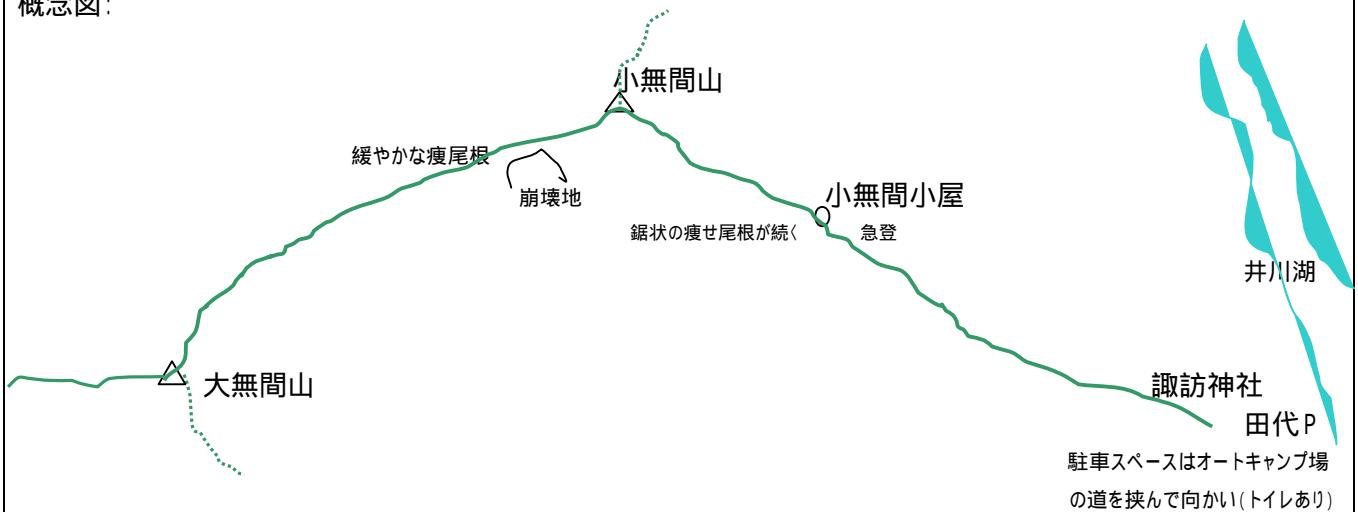 概念図:
小無間山
緩やかな痩尾根
崩壊地
小無間小屋
鋸状の痩せ尾根が続く
急登
井川湖
大無間山
諏訪神社
田代P
駐車スペースはオートキャンプ場
の道を挟んで向かい(トイレあり)